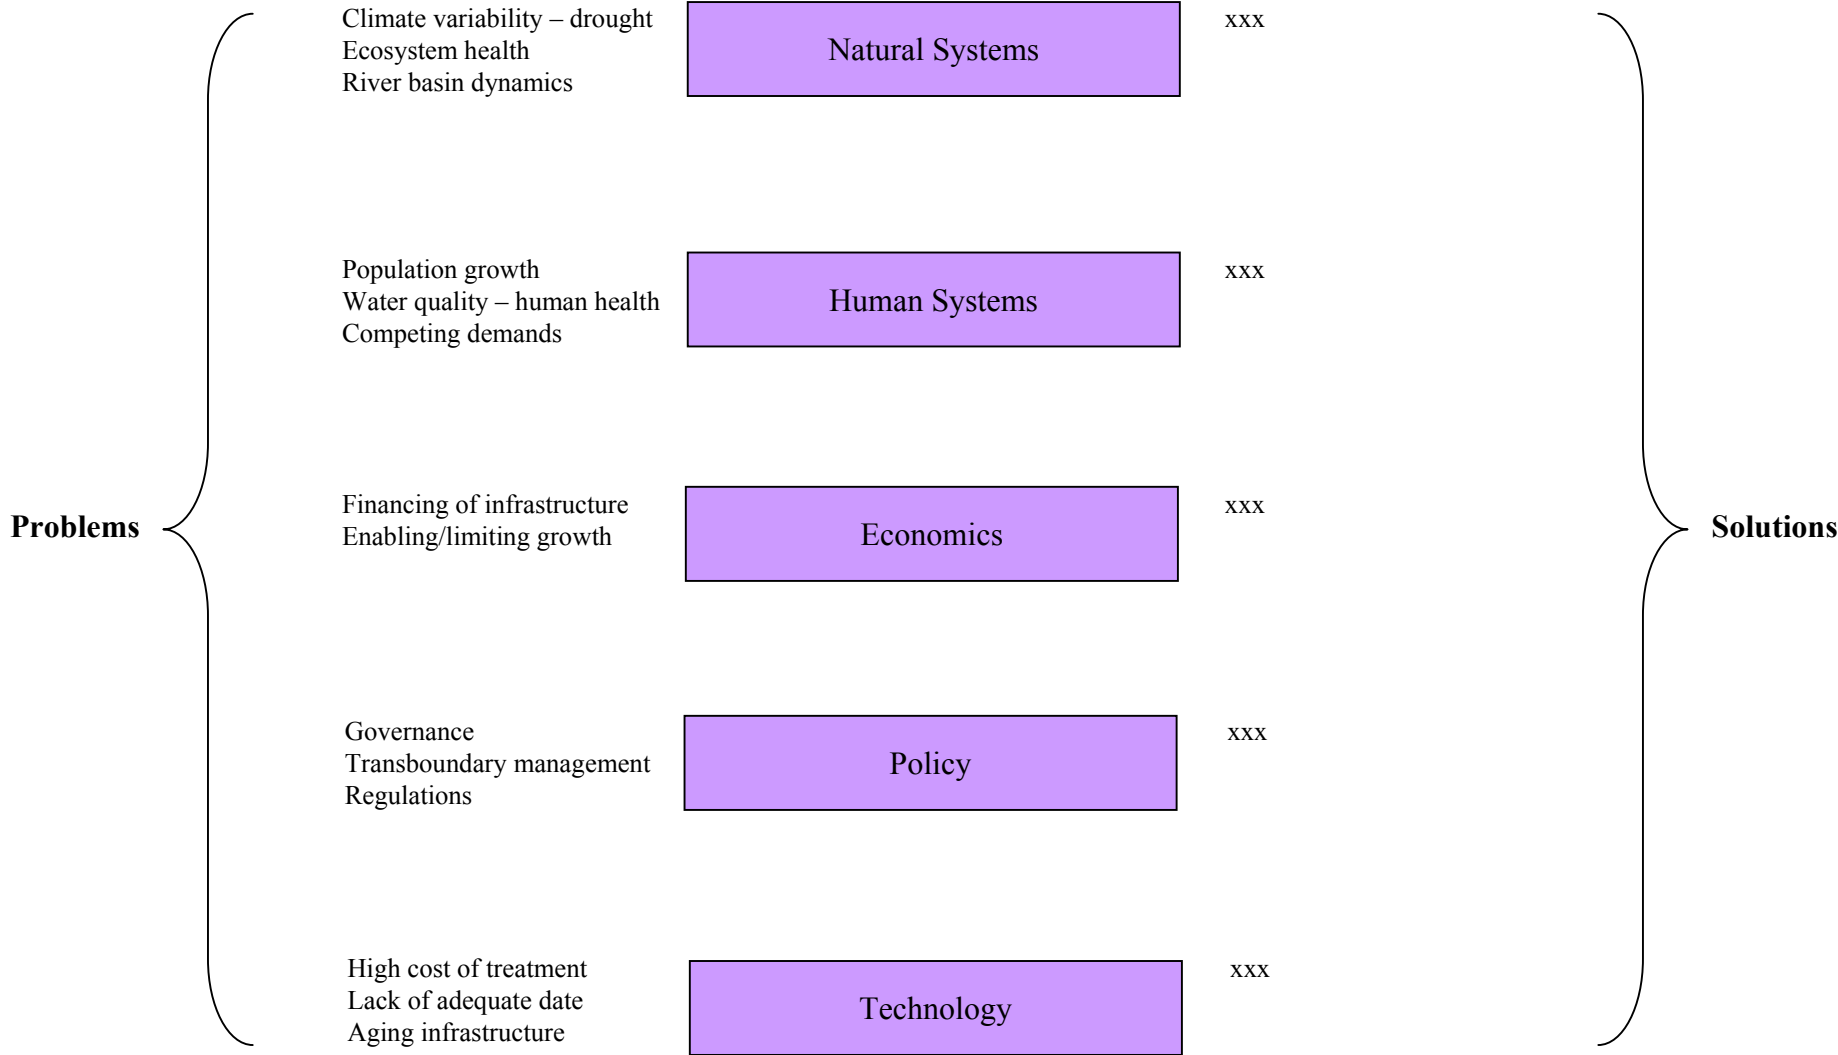 Climate variability – drought
Ecosystem health
River basin dynamics
Natural Systems
xxx
Population growth
Water quality – human health
Competing demands
Human Systems
xxx
Problems
Financing of infrastructure
Enabling/limiting growth
Economics
xxx
Solutions
Governance
Transboundary management
Regulations
Policy
xxx
High cost of treatment
Lack of adequate date
Aging infrastructure
Technology
xxx